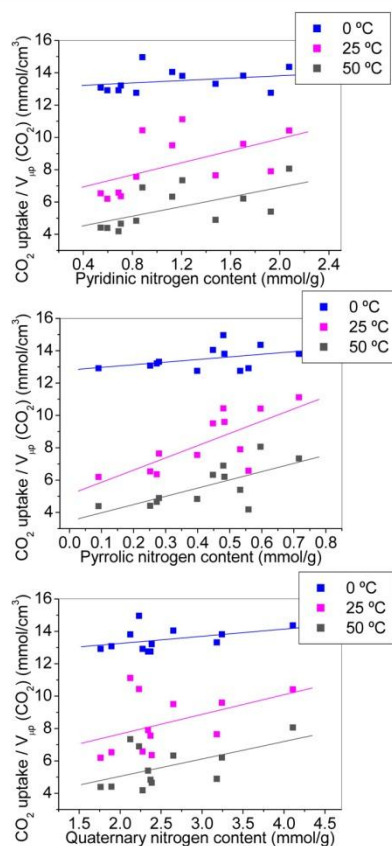 0 ºC
25 ºC
50 ºC
16
14
12
10
8
6
4
2
CO2 uptake / Vμp (CO2) (mmol/cm3)
0.0 0.4 0.8 1.2 1.6 2.0 2.4
Pyridinic nitrogen content (mmol/g)
0 ºC
25 ºC
50 ºC
16
14
12
10
8
6
4
2
CO2 uptake / Vμp (CO2) (mmol/cm3)
0.0 0.1 0.2 0.3 0.4 0.5 0.6 0.7 0.8
Pyrrolic nitrogen content (mmol/g)
0 ºC
25 ºC
50 ºC
16
14
12
10
8
6
4
2
CO2 uptake / Vμp (CO2) (mmol/cm3)
1.5 2.0 2.5 3.0 3.5 4.0 4.5
Quaternary nitrogen content (mmol/g)